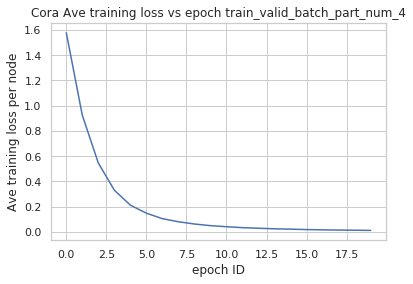 Cora Ave training loss vs epoch train_valid_batch_part_num_4
Ave training loss per node
1.6
1.4
1.2
1.0
0.8
0.6
0.4
0.2
0.0
0.0 2.5 5.0 7.5 10.0 12.5 15.0 17.5
epoch ID